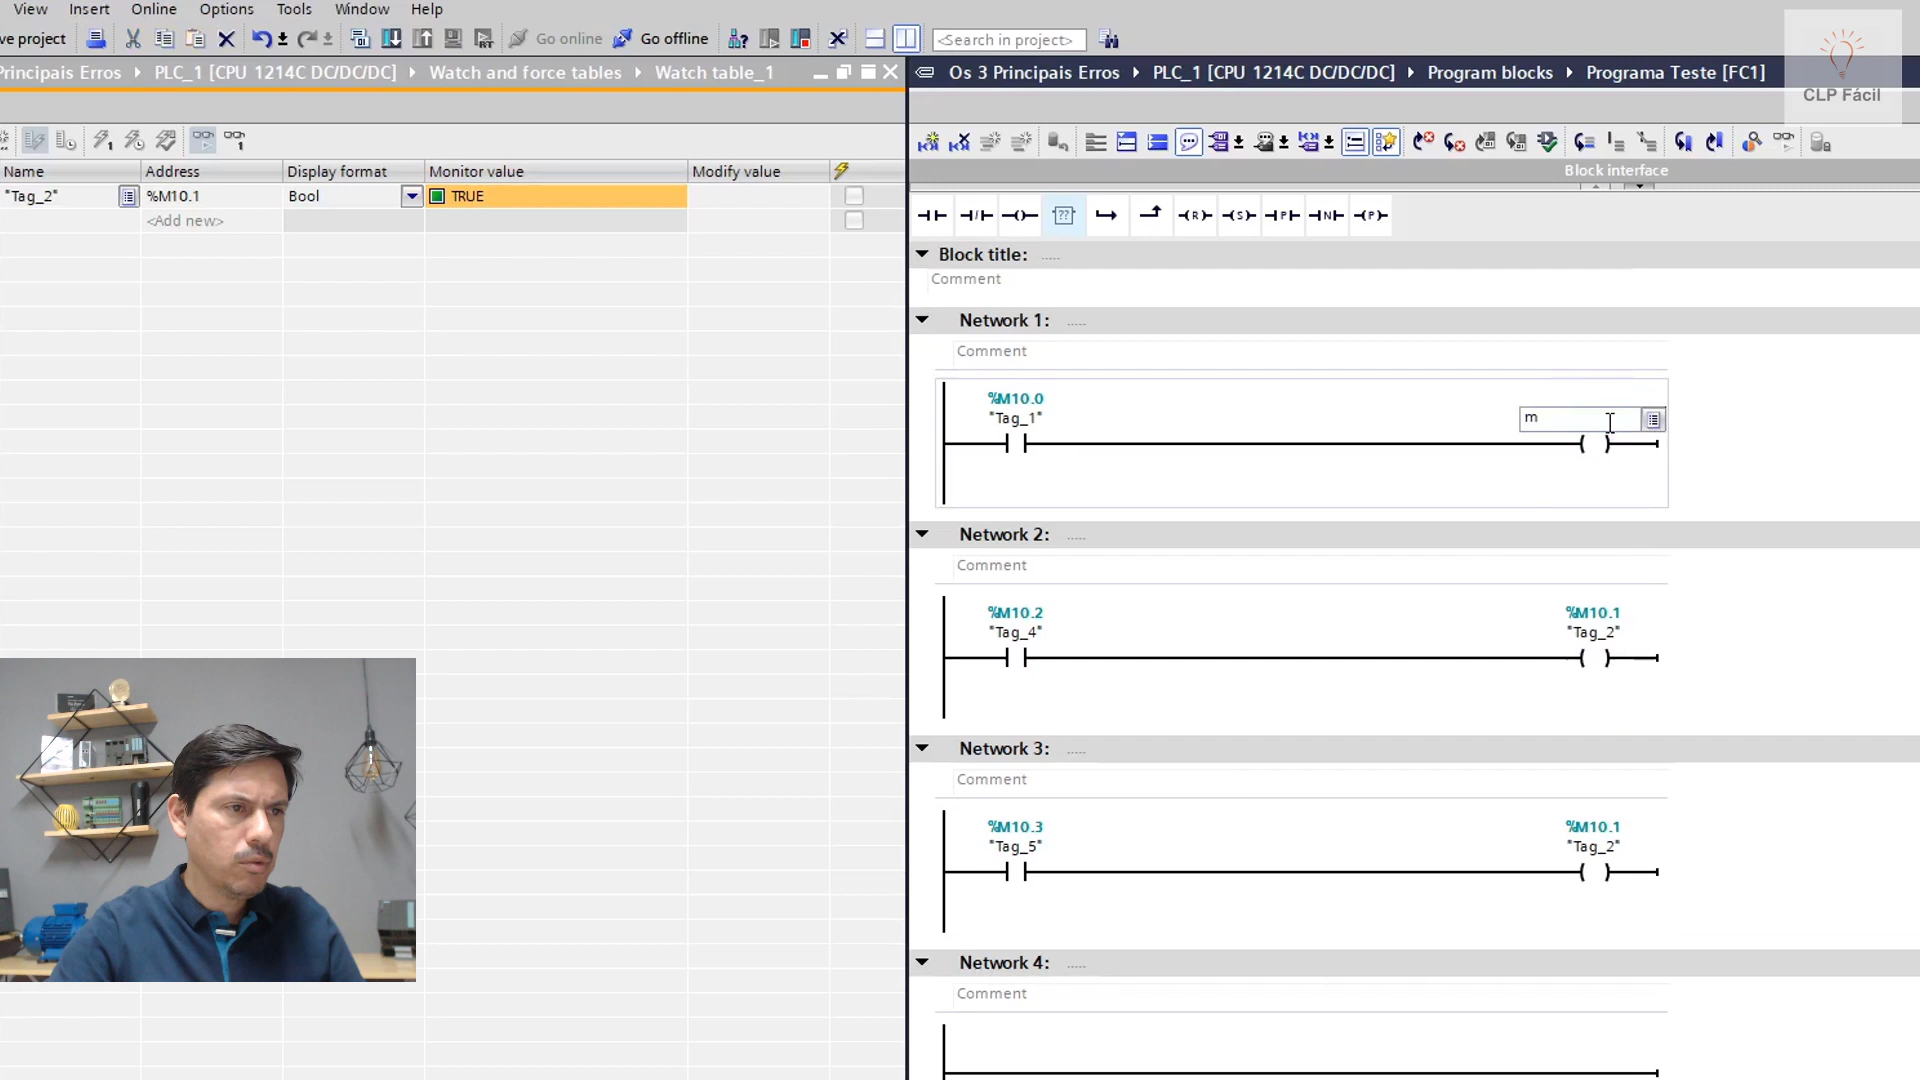 View Insert Online Options Tools Window Help
ve project Go online Go offline <Search in project>
Principais Erros PLC_1 [CPU 1214C DC/DC/DC] Watch and force tables Watch table_1
Os 3 Principais Erros PLC_1 [CPU 1214C DC/DC/DC] Program blocks Programa Teste [FC1]
CLP Fácil
Name Address Display format Monitor value Modify value
"Tag_2" %M10.1 Bool TRUE
<Add new>
Block interface
Block title: .....
Comment
Network 1: .....
Comment
%M10.0
"Tag_1"
m
Network 2: .....
Comment
%M10.2 %M10.1
"Tag_4" "Tag_2"
Network 3: .....
Comment
%M10.3 %M10.1
"Tag_5" "Tag_2"
Network 4: .....
Comment